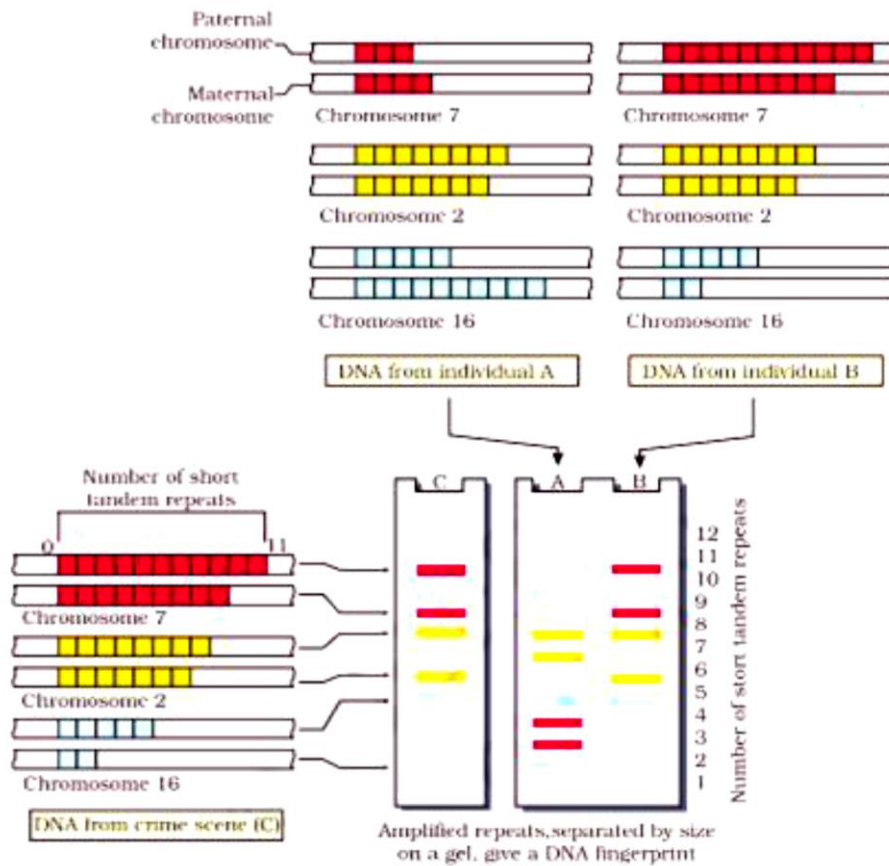 Paternal
chromosome
Maternal
chromosome
Chromosome 7
7
Chromosome 2
Chromosome 2
Chromosome 16
Chromosome 16
DNA from individual A
DNA from individual B
Number of short
tandem repeats
0
11
Chromosome 7
Chromosome 2
Chromosome 16
DNA from crime scene (C)
C
A
B
12
11
10
9
8
7
6
5
4
3
2
1
Number of stort tandem repeats
Amplified repeats, separated by size
on a gel, give a DNA fingerprint